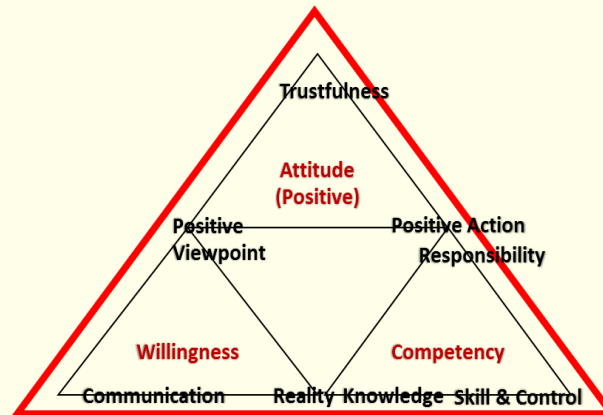 Trustfulness
Attitude
(Positive)
Positive
Viewpoint
Positive Action
Responsibility
Willingness
Competency
Communication
Reality
Knowledge
Skill & Control